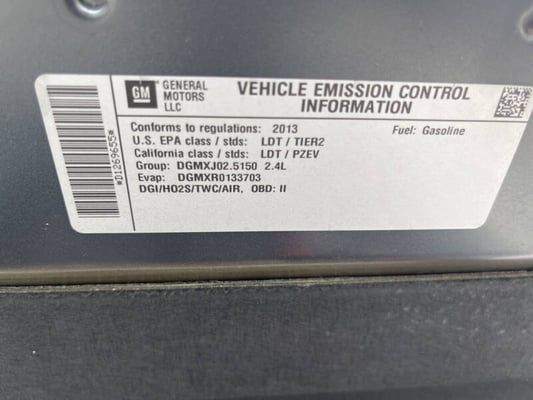 GM
GENERAL
MOTORS
LLC
VEHICLE EMISSION CONTROL
INFORMATION
Conforms to regulations: 2013 Fuel: Gasoline
U.S. EPA class / stds: LDT / TIER2
California class / stds: LDT / PZEV
Group: DGMXJ02.5150 2.4L
Evap: DGMXR0133703
DGI/HO2S/TWC/AIR, OBD: II
*D1269655*